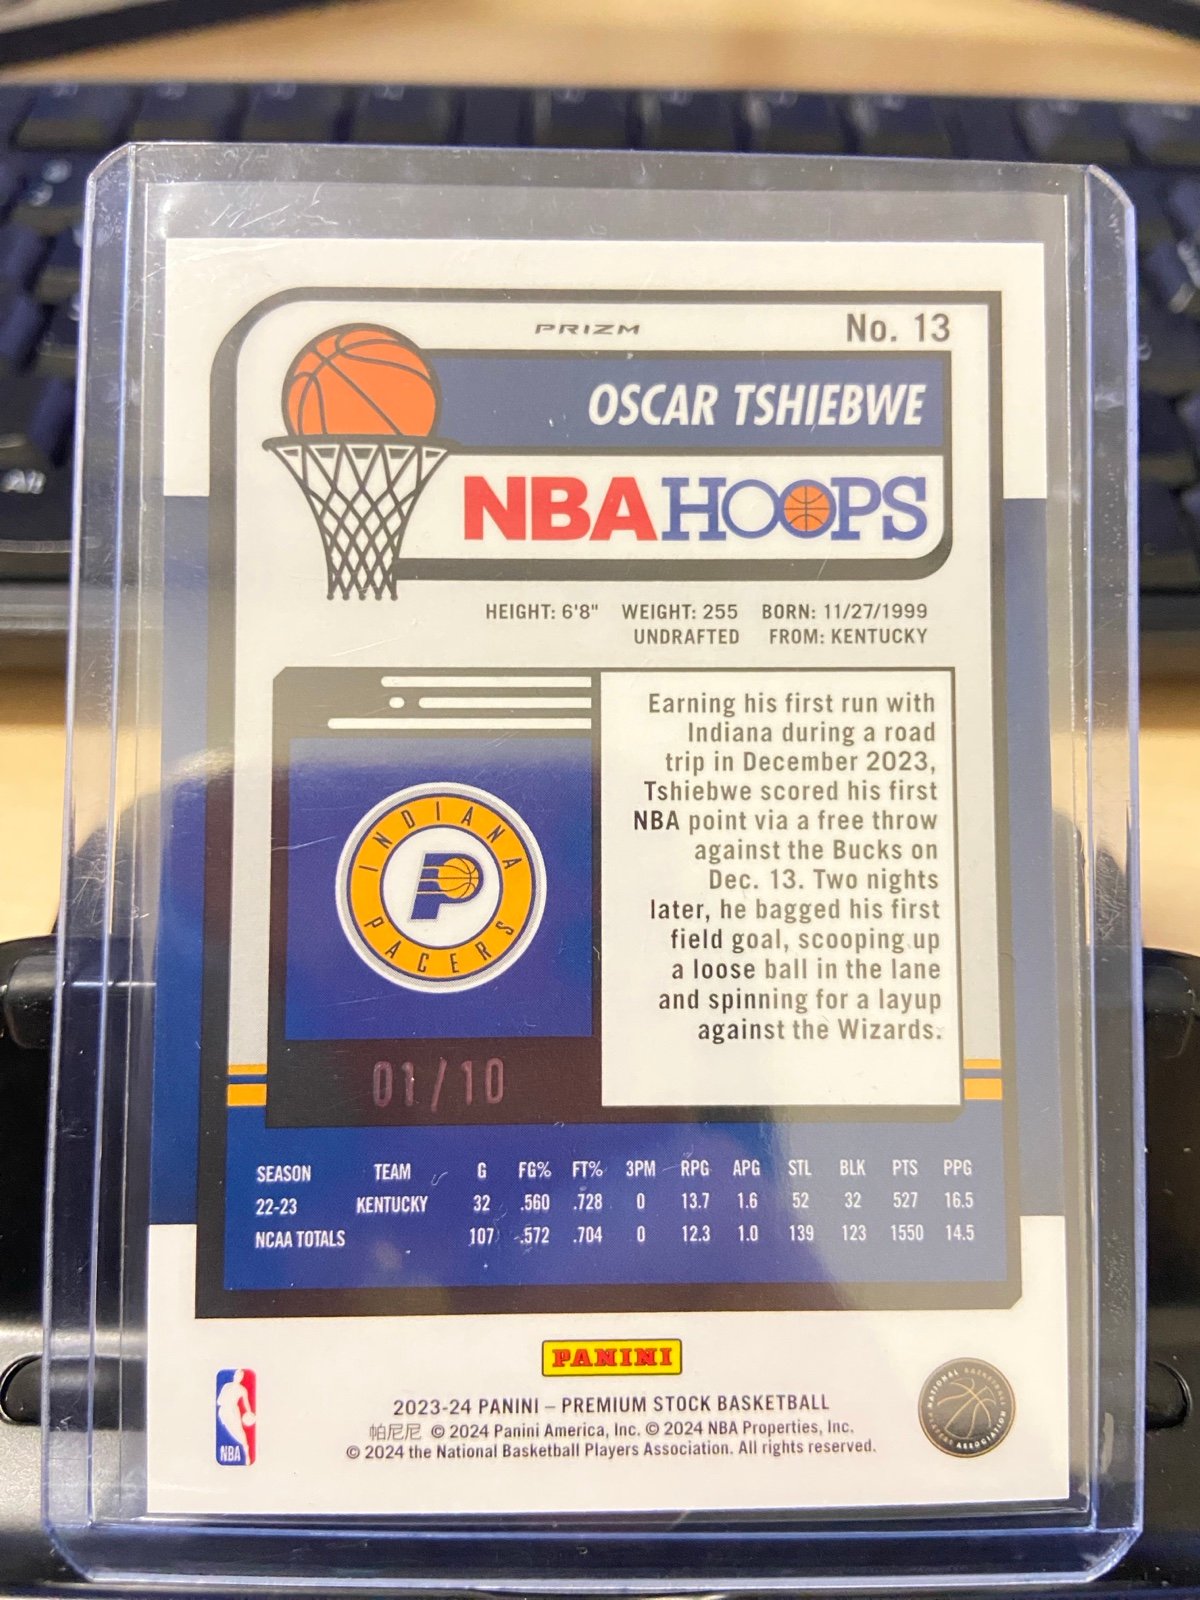 PRIZM
No. 13
OSCAR TSHIEBWE
NBA HOOPS
HEIGHT: 6'8" WEIGHT: 255 BORN: 11/27/1999
UNDRAFTED FROM: KENTUCKY
Earning his first run with
Indiana during a road
trip in December 2023,
Tshiebwe scored his first
NBA point via a free throw
against the Bucks on
Dec. 13. Two nights
later, he bagged his first
field goal, scooping up
a loose ball in the lane
and spinning for a layup
against the Wizards.
INDIANA
P
PACERS
01/10
SEASON TEAM G FG% FT% 3PM RPG APG STL BLK PTS PPG
22-23 KENTUCKY 32 .560 .728 0 13.7 1.6 52 32 527 16.5
NCAA TOTALS 107 .572 .704 0 12.3 1.0 139 123 1550 14.5
PANINI
2023-24 PANINI – PREMIUM STOCK BASKETBALL
帕尼尼 © 2024 Panini America, Inc. © 2024 NBA Properties, Inc.
© 2024 the National Basketball Players Association. All rights reserved.
NBA
NATIONAL BASKETBALL
PLAYERS ASSOCIATION